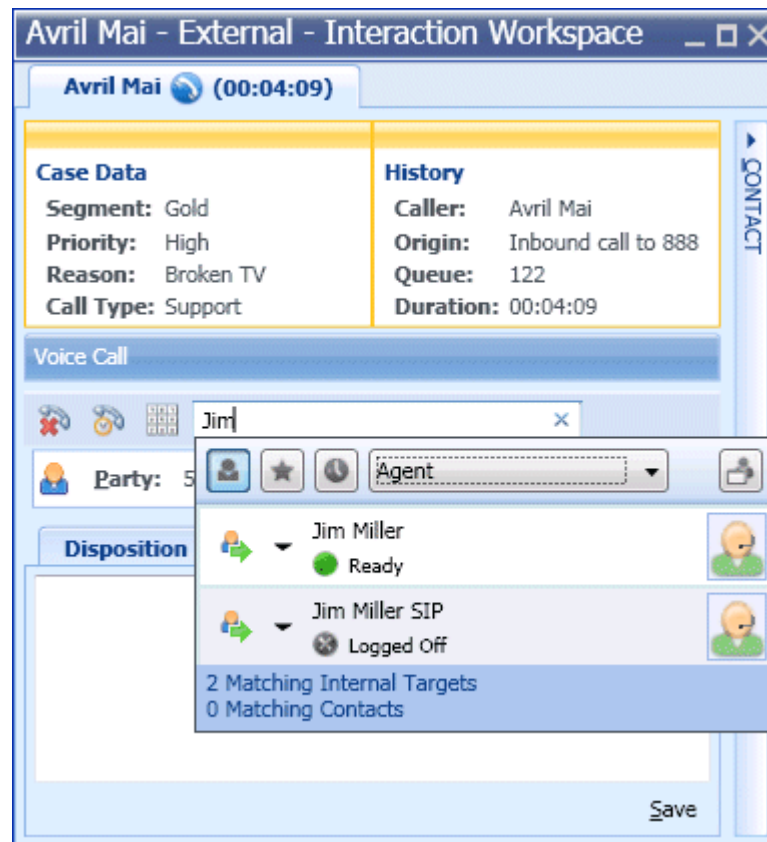 Avril Mai - External - Interaction Workspace
Avril Mai (00:04:09)
Case Data
Segment: Gold
Priority: High
Reason: Broken TV
Call Type: Support
History
Caller: Avril Mai
Origin: Inbound call to 888
Queue: 122
Duration: 00:04:09
CONTACT
Voice Call
Jim
Party: 5
Agent
Jim Miller
Ready
Jim Miller SIP
Logged Off
2 Matching Internal Targets
0 Matching Contacts
Disposition
Save